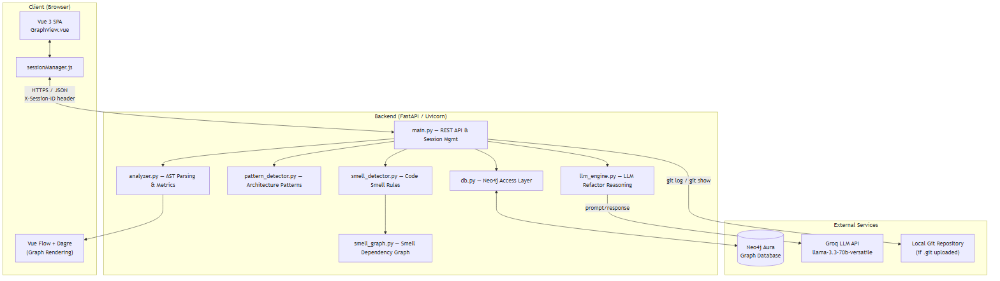 Client (Browser)
Vue 3 SPA
GraphView.vue
sessionManager.js
HTTPS / JSON
X-Session-ID header
Backend (FastAPI / Uvicorn)
main.py — REST API &
Session Mgmt
analyzer.py — AST Parsing
& Metrics
pattern_detector.py —
Architecture Patterns
smell_detector.py — Code
Smell Rules
db.py — Neo4j Access Layer
llm_engine.py — LLM
Refactor Reasoning
git log / git show
prompt/response
External Services
Vue Flow + Dagre
(Graph Rendering)
smell_graph.py — Smell
Dependency Graph
Neo4j Aura
Graph Database
Groq LLM API
llama-3.3-70b-versatile
Local Git Repository
(if .git uploaded)